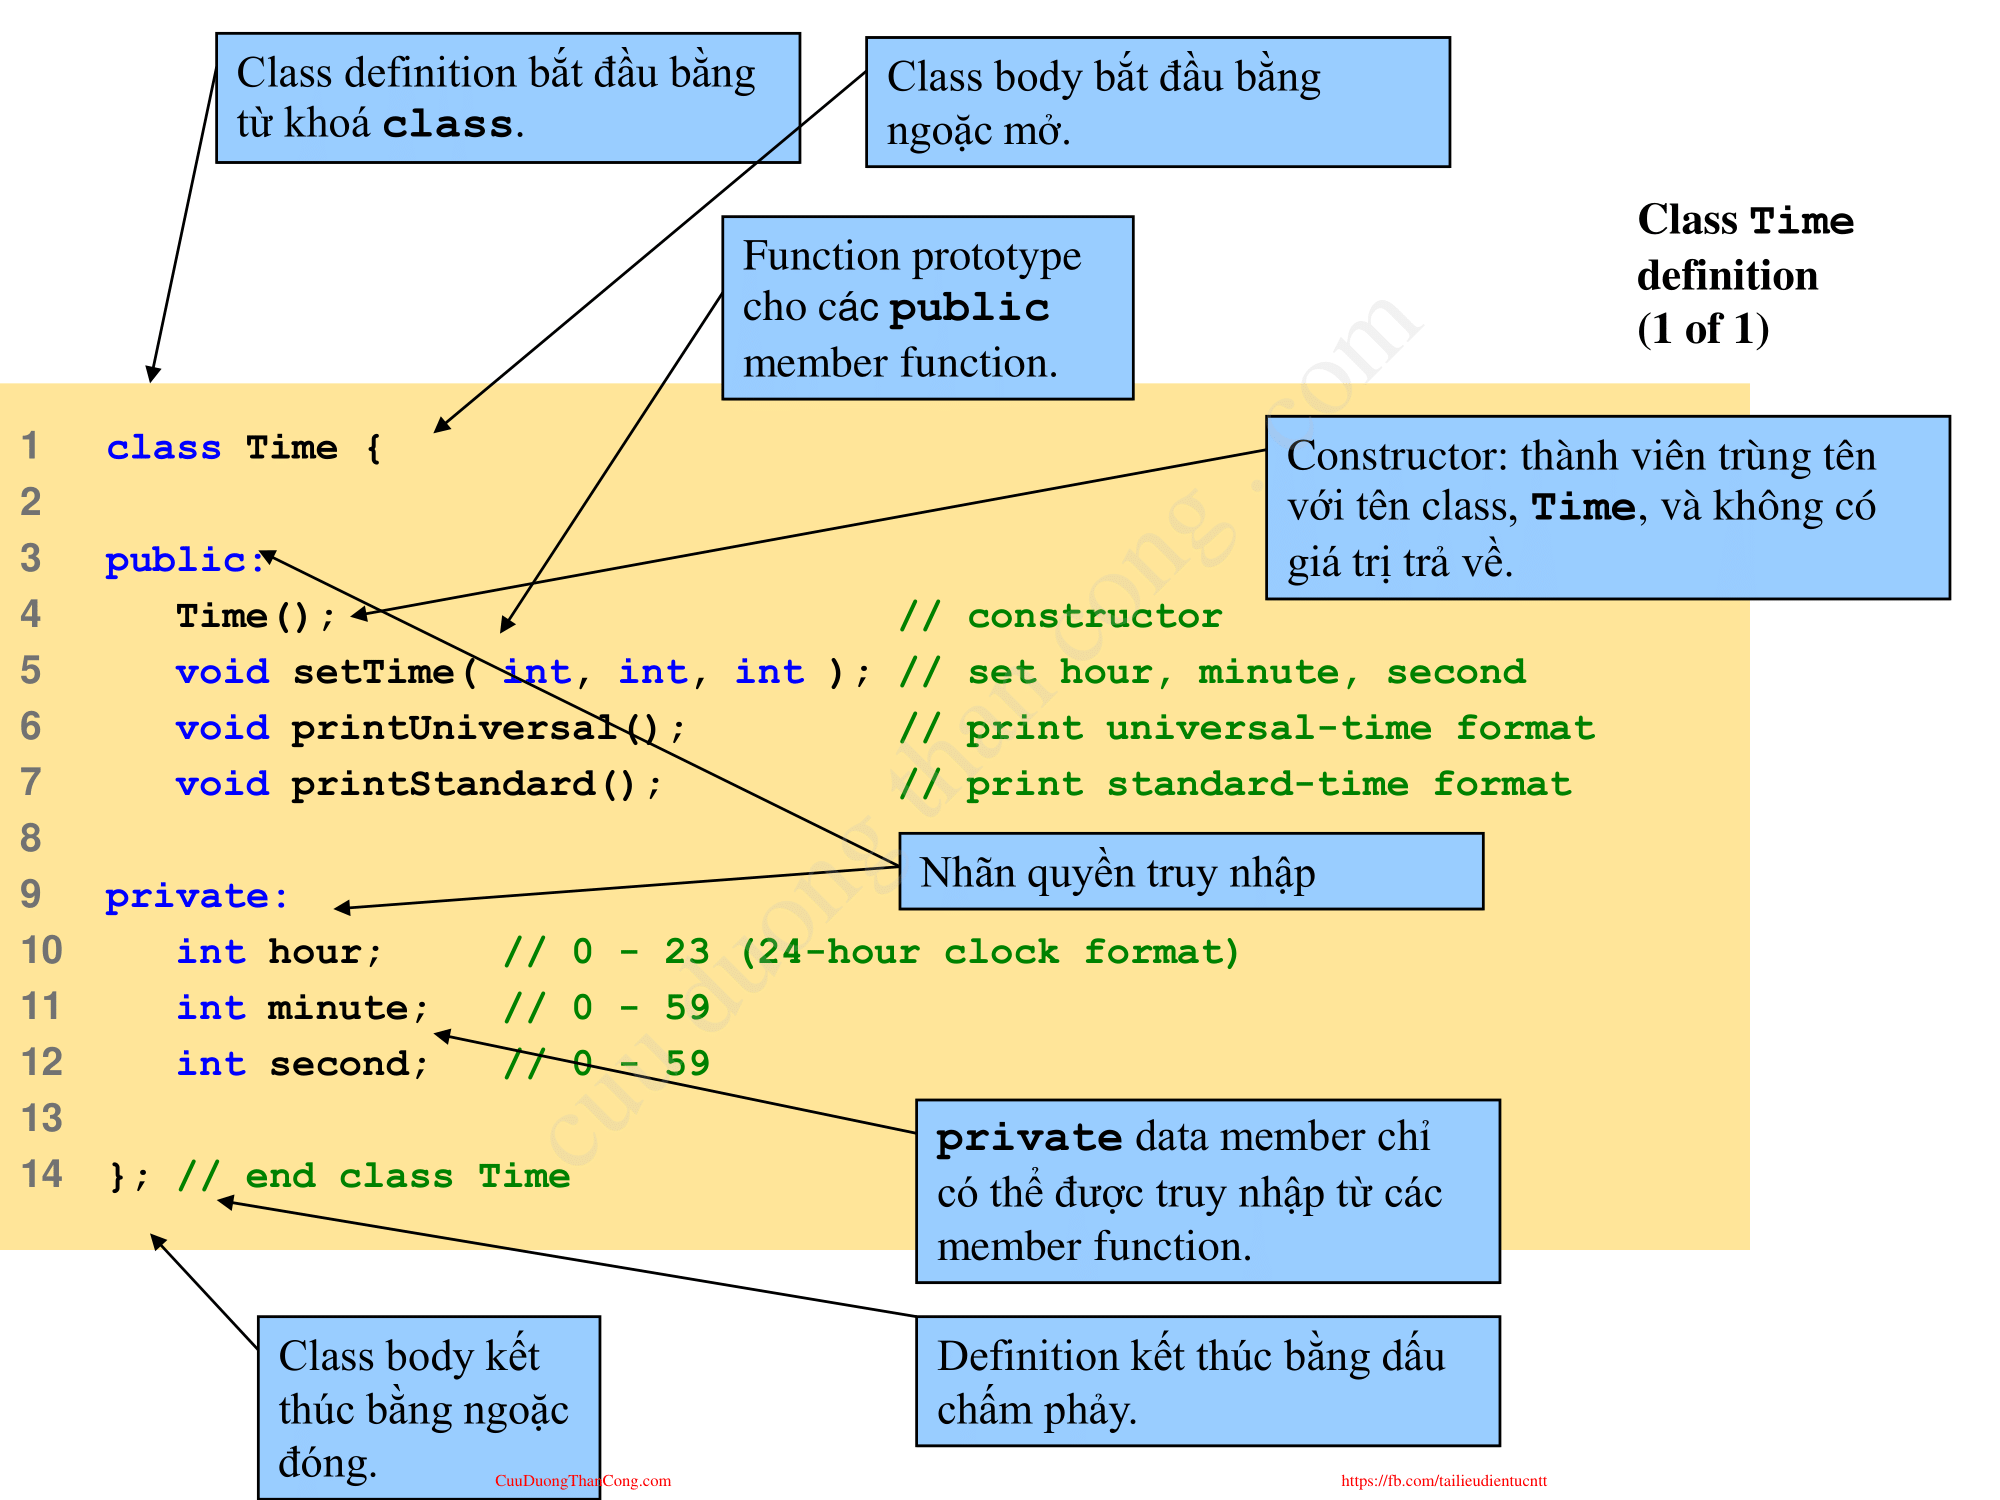 Class definition bắt đầu bằng
từ khoá class.
Class body bắt đầu bằng
ngoặc mở.
Function prototype
cho các public
member function.
Class Time
definition
(1 of 1)
Constructor: thành viên trùng tên
với tên class, Time, và không có
giá trị trả về.
1 class Time {
2
3 public:
4 Time(); // constructor
5 void setTime( int, int, int ); // set hour, minute, second
6 void printUniversal(); // print universal-time format
7 void printStandard(); // print standard-time format
8
Nhãn quyền truy nhập
9 private:
10 int hour; // 0 - 23 (24-hour clock format)
11 int minute; // 0 - 59
12 int second; // 0 - 59
13
14 }; // end class Time
private data member chỉ
có thể được truy nhập từ các
member function.
Class body kết
thúc bằng ngoặc
đóng.
Definition kết thúc bằng dấu
chấm phảy.
cuu duong than cong . com
CuuDuongThanCong.com
https://fb.com/tailieudientucntt